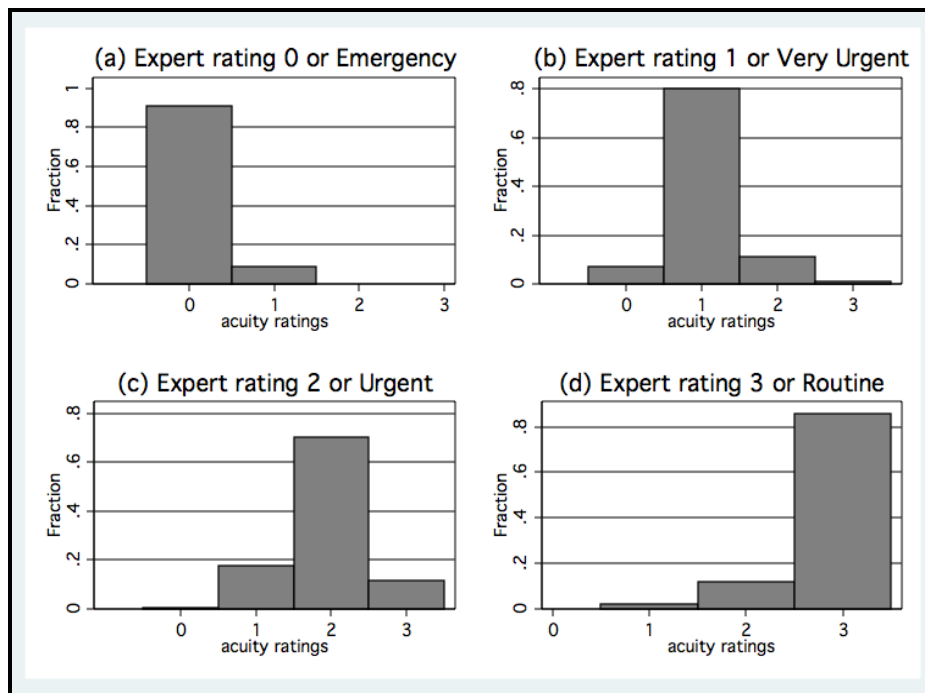 (a) Expert rating 0 or Emergency
Fraction
1
.8
.6
.4
.2
0
0 1 2 3
acuity ratings
(b) Expert rating 1 or Very Urgent
Fraction
.8
.6
.4
.2
0
0 1 2 3
acuity ratings
(c) Expert rating 2 or Urgent
Fraction
.8
.6
.4
.2
0
0 1 2 3
acuity ratings
(d) Expert rating 3 or Routine
Fraction
.8
.6
.4
.2
0
0 1 2 3
acuity ratings